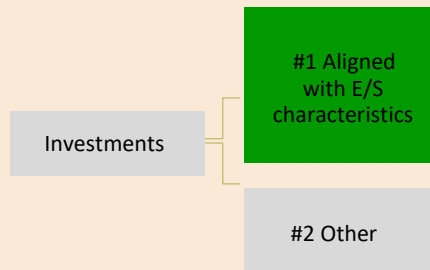 #1 Aligned
with E/S
characteristics
Investments
#2 Other